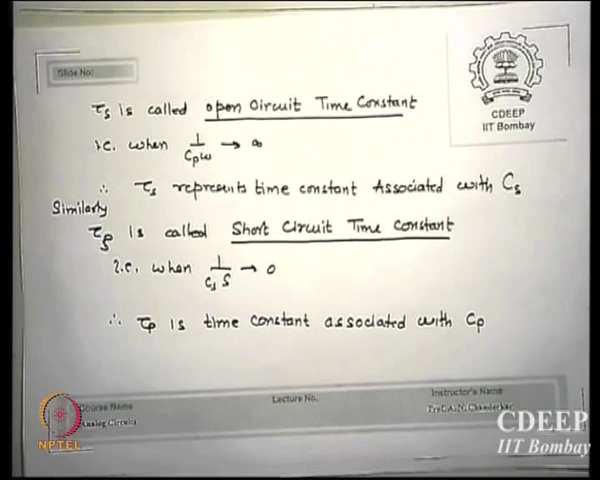 Slide No:
CDEEP
IIT Bombay
τs is called open Circuit Time Constant
i.e. when 1/Cpω → ∞
∴ τs represents time constant Associated with Cs
Similarly
τp is called Short Circuit Time Constant
i.e. when 1/Cs S → 0
∴ τp is time constant associated with Cp
Course Name
Analog Circuits
Lecture No.
Instructor's Name
Prof. A. N. Chandorkar
NPTEL
CDEEP
IIT Bombay